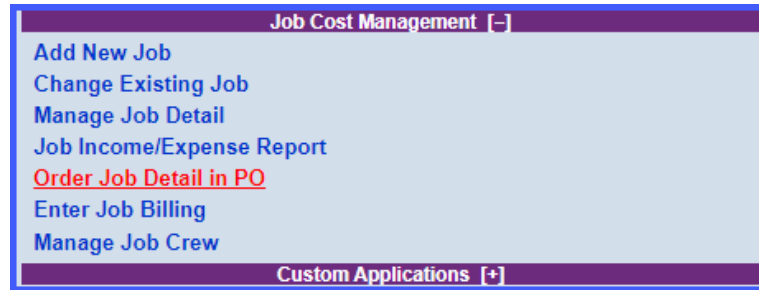 Job Cost Management [–]
Add New Job
Change Existing Job
Manage Job Detail
Job Income/Expense Report
Order Job Detail in PO
Enter Job Billing
Manage Job Crew
Custom Applications [+]